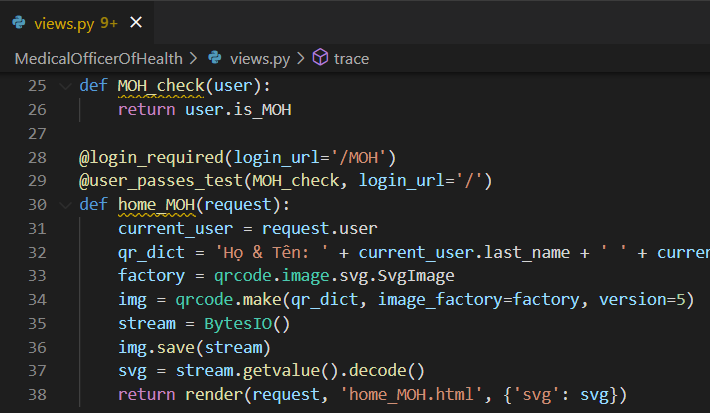 views.py 9+ ×
MedicalOfficerOfHealth > views.py > trace
25 def MOH_check(user):
26 return user.is_MOH
27
28 @login_required(login_url='/MOH')
29 @user_passes_test(MOH_check, login_url='/')
30 def home_MOH(request):
31 current_user = request.user
32 qr_dict = 'Họ & Tên: ' + current_user.last_name + ' ' + curren
33 factory = qrcode.image.svg.SvgImage
34 img = qrcode.make(qr_dict, image_factory=factory, version=5)
35 stream = BytesIO()
36 img.save(stream)
37 svg = stream.getvalue().decode()
38 return render(request, 'home_MOH.html', {'svg': svg})